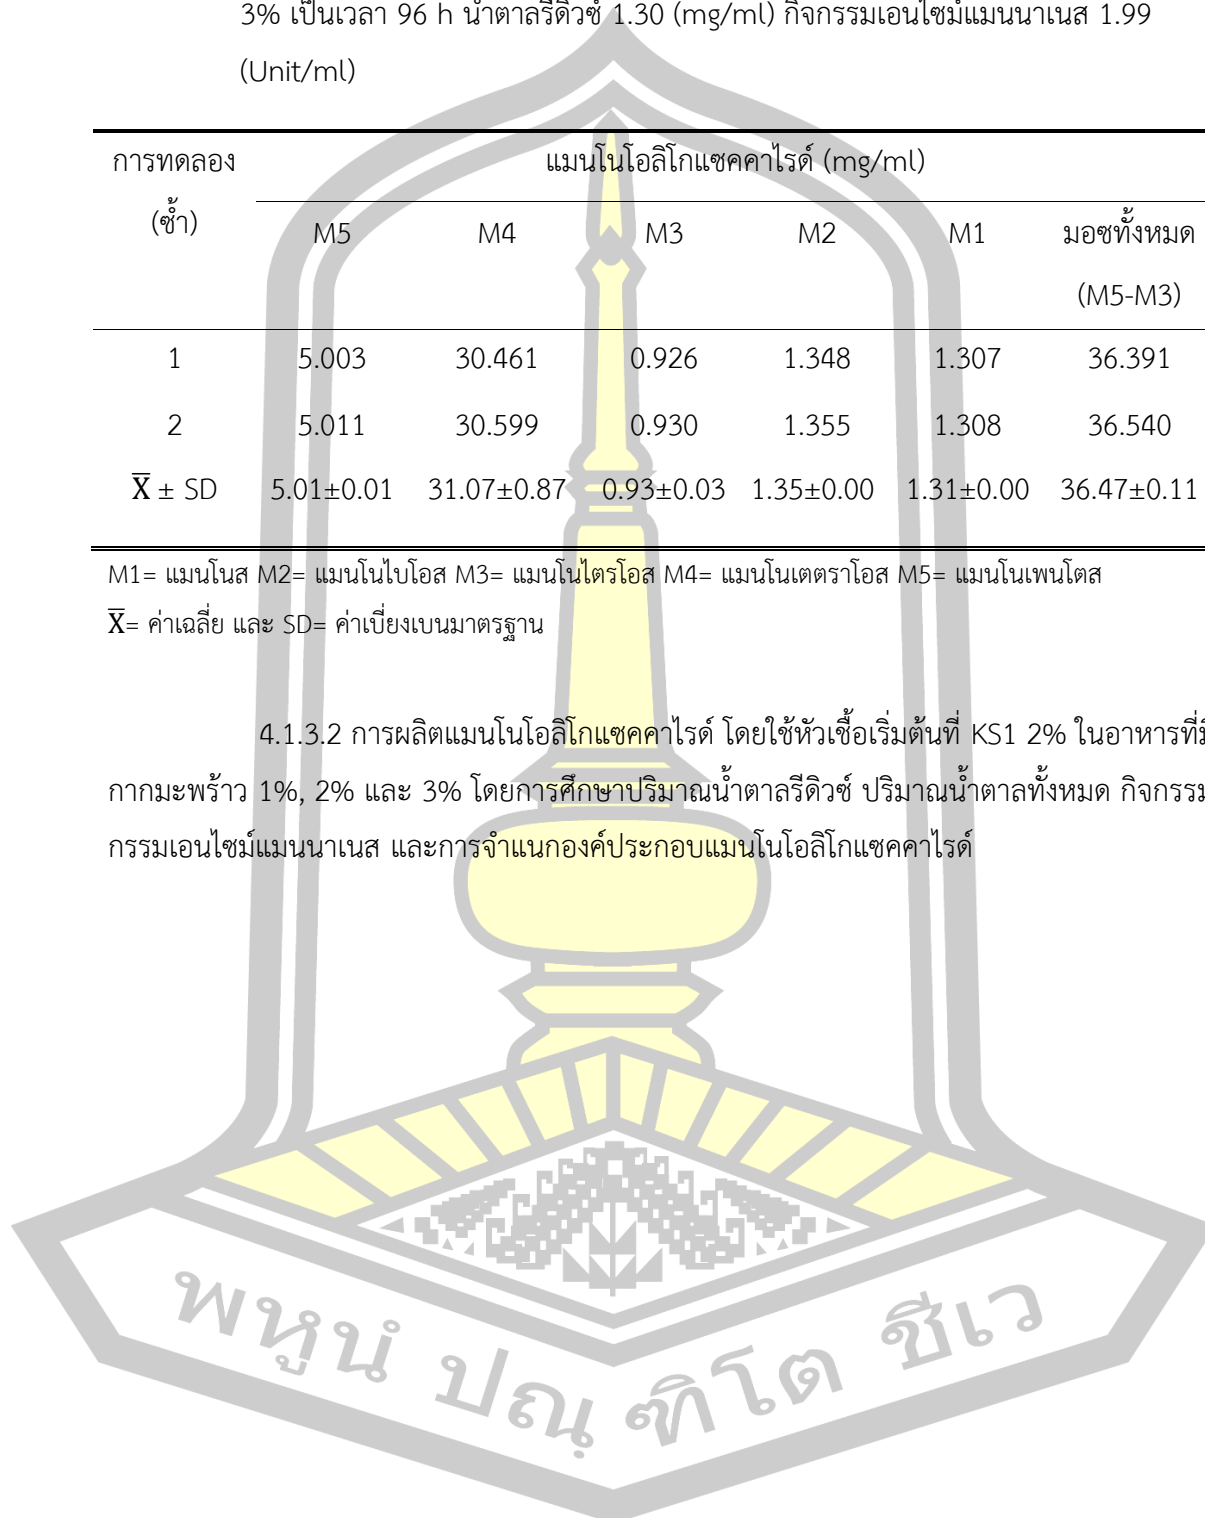 3% เป็นเวลา 96 h น้ำตาลรีดิวซ์ 1.30 (mg/ml) กิจกรรมเอนไซม์แมนนาเนส 1.99
(Unit/ml)
การทดลอง แมนโนโอลิโกแซคคาไรด์ (mg/ml)
(ซ้ำ) M5 M4 M3 M2 M1 มอซทั้งหมด
(M5-M3)
1 5.003 30.461 0.926 1.348 1.307 36.391
2 5.011 30.599 0.930 1.355 1.308 36.540
X̅ ± SD 5.01±0.01 31.07±0.87 0.93±0.03 1.35±0.00 1.31±0.00 36.47±0.11
M1= แมนโนส M2= แมนโนไบโอส M3= แมนโนไตรโอส M4= แมนโนเตตราโอส M5= แมนโนเพนโตส
X̅= ค่าเฉลี่ย และ SD= ค่าเบี่ยงเบนมาตรฐาน
4.1.3.2 การผลิตแมนโนโอลิโกแซคคาไรด์ โดยใช้หัวเชื้อเริ่มต้นที่ KS1 2% ในอาหารที่มี
กากมะพร้าว 1%, 2% และ 3% โดยการศึกษาปริมาณน้ำตาลรีดิวซ์ ปริมาณน้ำตาลทั้งหมด กิจกรรม
กรรมเอนไซม์แมนนาเนส และการจำแนกองค์ประกอบแมนโนโอลิโกแซคคาไรด์
พหูนํ ปณฺ ฑิโต ชีเว